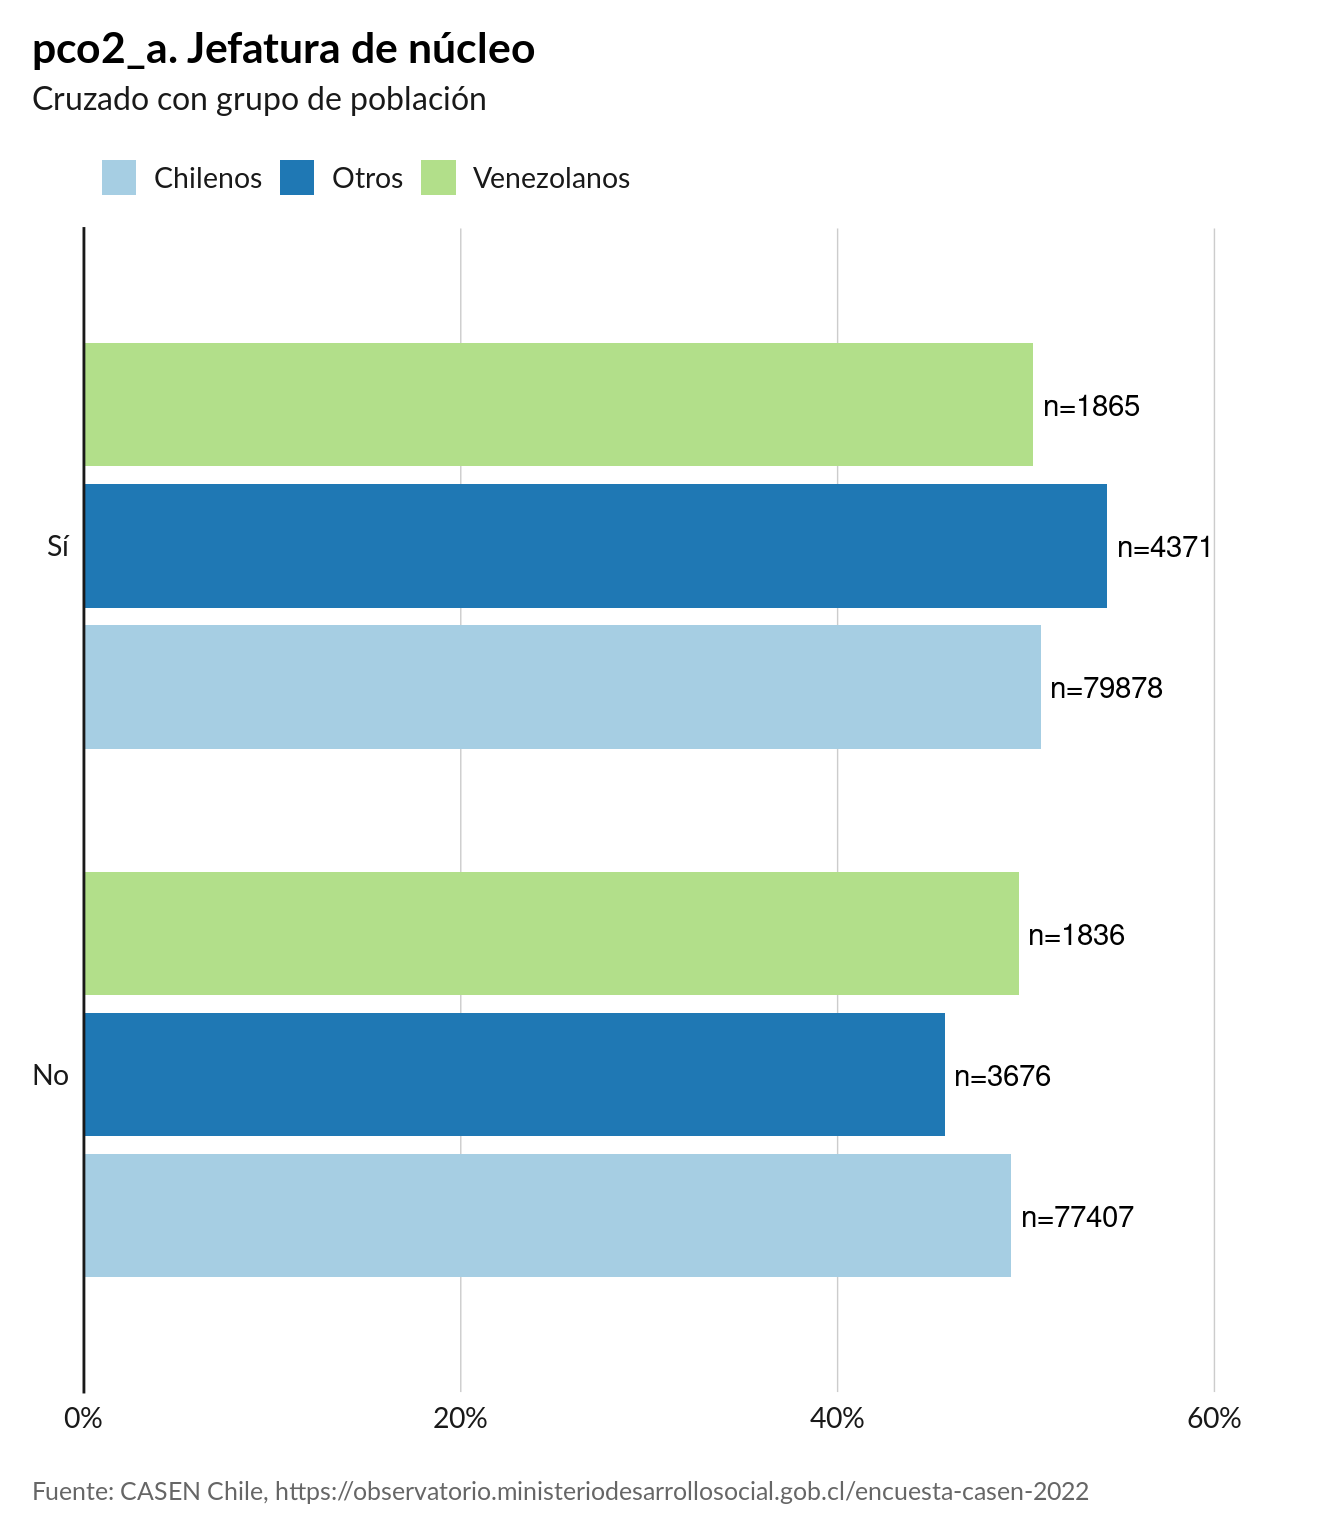 pco2_a. Jefatura de núcleo
Cruzado con grupo de población
Chilenos Otros Venezolanos
n=1865
Sí n=4371
n=79878
n=1836
No n=3676
n=77407
0% 20% 40% 60%
Fuente: CASEN Chile, https://observatorio.ministeriodesarrollosocial.gob.cl/encuesta-casen-2022